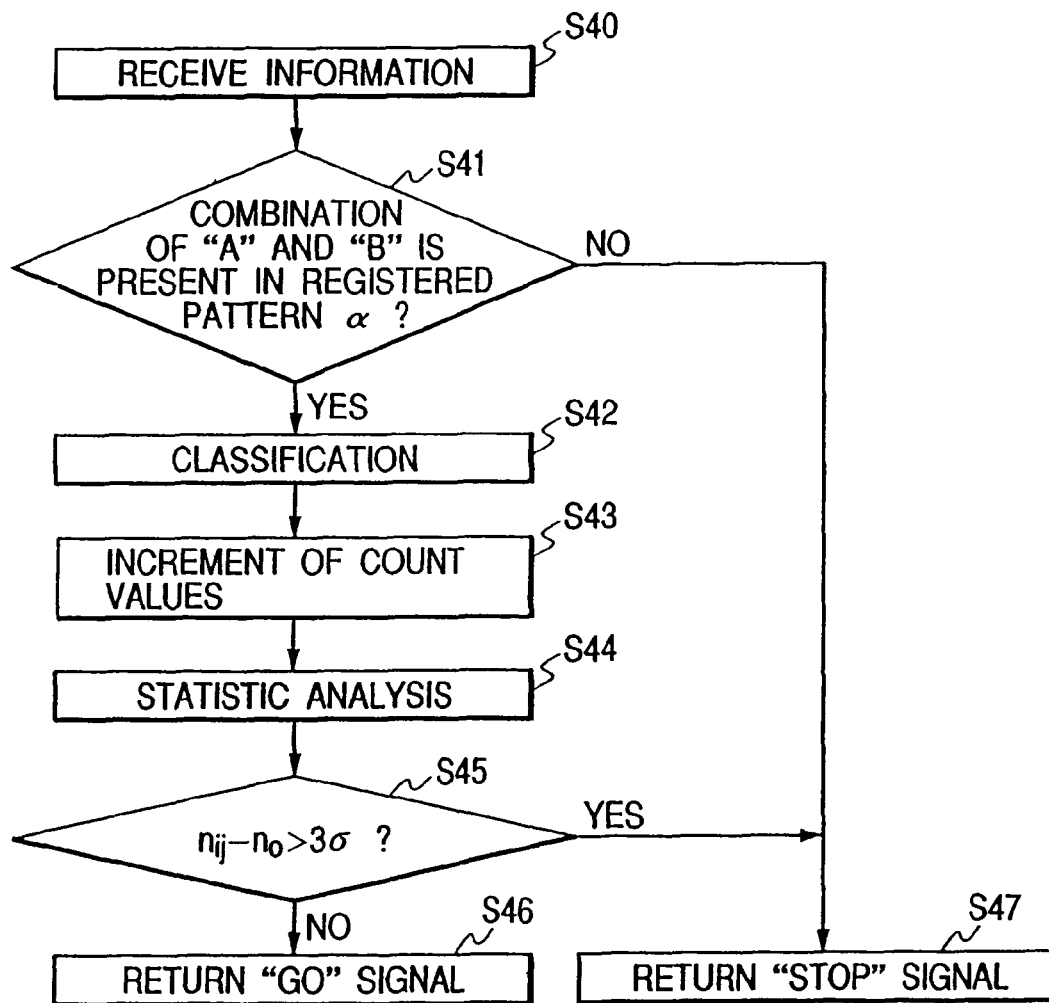 S40
RECEIVE INFORMATION
S41
COMBINATION
OF “A” AND “B” IS
PRESENT IN REGISTERED
PATTERN α ?
NO
YES
S42
CLASSIFICATION
S43
INCREMENT OF COUNT
VALUES
S44
STATISTIC ANALYSIS
S45
nij−n0>3σ ?
YES
NO
S46
RETURN “GO” SIGNAL
S47
RETURN “STOP” SIGNAL